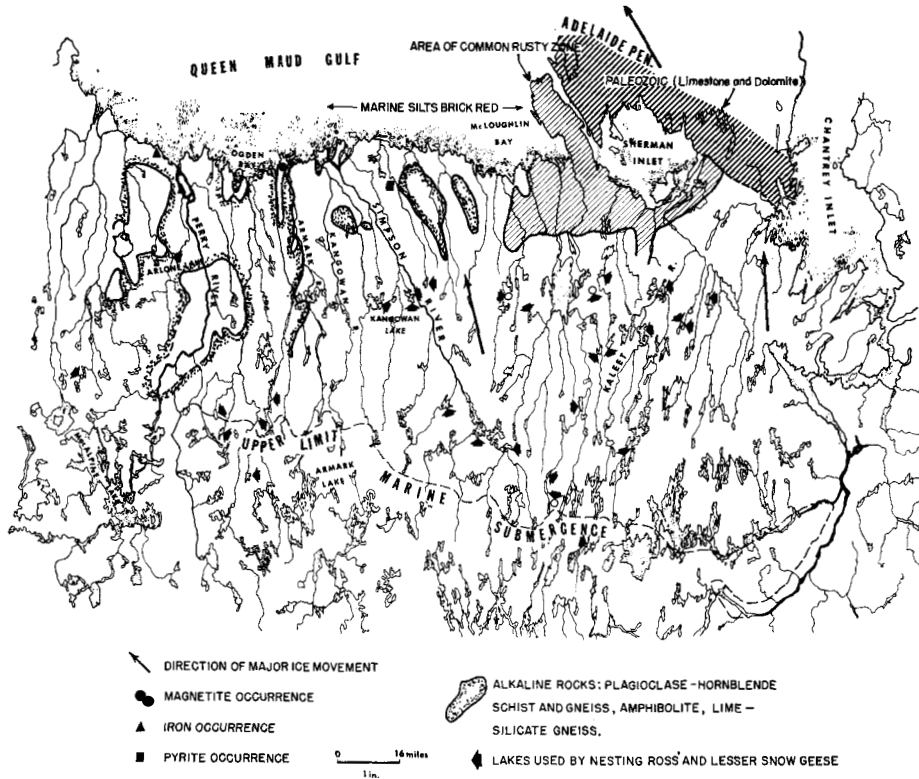 ADELAIDE PEN.
AREA OF COMMON RUSTY ZONE
QUEEN MAUD GULF
PALEOZOIC (Limestone and Dolomite)
MARINE SILTS BRICK RED
McLOUGHLIN
BAY
SHERMAN
INLET
CHANTREY INLET
OGDEN
BAY
PERRY
RIVER
ARMARK
KANGOWAN
SIMPSON
RIVER
KANGOWAN
LAKE
KALEET
R.
UPPER LIMIT
MARINE
SUBMERGENCE
ARMARK
LAKE
DIRECTION OF MAJOR ICE MOVEMENT
MAGNETITE OCCURRENCE
IRON OCCURRENCE
PYRITE OCCURRENCE
0 16 miles
1 in.
ALKALINE ROCKS: PLAGIOCLASE-HORNBLENDE
SCHIST AND GNEISS, AMPHIBOLITE, LIME-
SILICATE GNEISS.
LAKES USED BY NESTING ROSS' AND LESSER SNOW GEESE